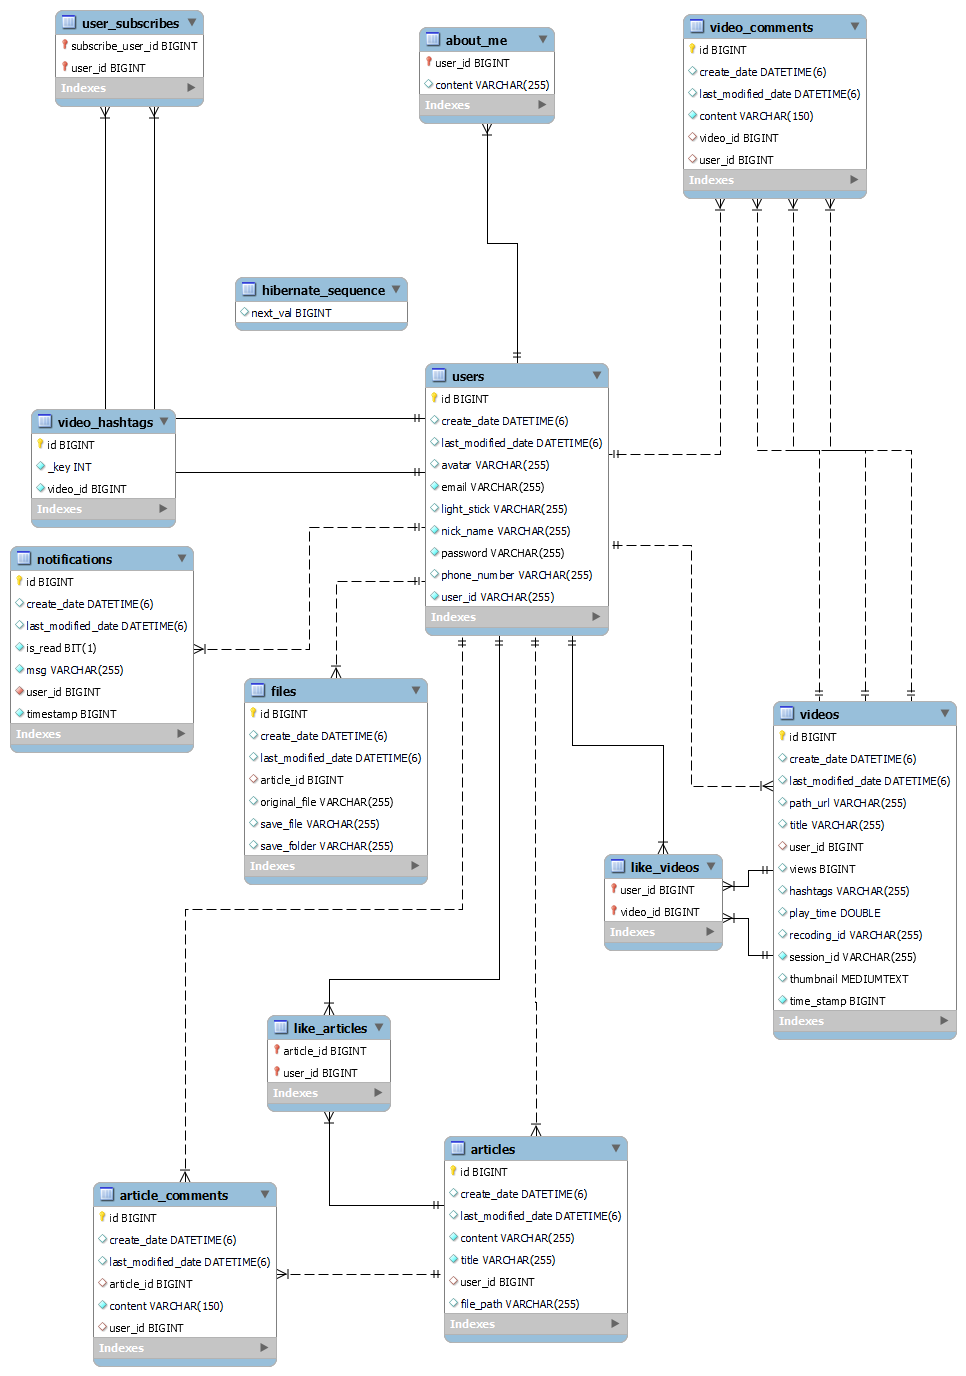 user_subscribes
subscribe_user_id BIGINT
user_id BIGINT
Indexes
about_me
user_id BIGINT
content VARCHAR(255)
Indexes
video_comments
id BIGINT
create_date DATETIME(6)
last_modified_date DATETIME(6)
content VARCHAR(150)
video_id BIGINT
user_id BIGINT
Indexes
hibernate_sequence
next_val BIGINT
users
id BIGINT
create_date DATETIME(6)
last_modified_date DATETIME(6)
avatar VARCHAR(255)
email VARCHAR(255)
light_stick VARCHAR(255)
nick_name VARCHAR(255)
password VARCHAR(255)
phone_number VARCHAR(255)
user_id VARCHAR(255)
Indexes
video_hashtags
id BIGINT
_key INT
video_id BIGINT
Indexes
notifications
id BIGINT
create_date DATETIME(6)
last_modified_date DATETIME(6)
is_read BIT(1)
msg VARCHAR(255)
user_id BIGINT
timestamp BIGINT
Indexes
files
id BIGINT
create_date DATETIME(6)
last_modified_date DATETIME(6)
article_id BIGINT
original_file VARCHAR(255)
save_file VARCHAR(255)
save_folder VARCHAR(255)
Indexes
videos
id BIGINT
create_date DATETIME(6)
last_modified_date DATETIME(6)
path_url VARCHAR(255)
title VARCHAR(255)
user_id BIGINT
views BIGINT
hashtags VARCHAR(255)
play_time DOUBLE
recoding_id VARCHAR(255)
session_id VARCHAR(255)
thumbnail MEDIUMTEXT
time_stamp BIGINT
Indexes
like_videos
user_id BIGINT
video_id BIGINT
Indexes
like_articles
article_id BIGINT
user_id BIGINT
Indexes
articles
id BIGINT
create_date DATETIME(6)
last_modified_date DATETIME(6)
content VARCHAR(255)
title VARCHAR(255)
user_id BIGINT
file_path VARCHAR(255)
Indexes
article_comments
id BIGINT
create_date DATETIME(6)
last_modified_date DATETIME(6)
article_id BIGINT
content VARCHAR(150)
user_id BIGINT
Indexes